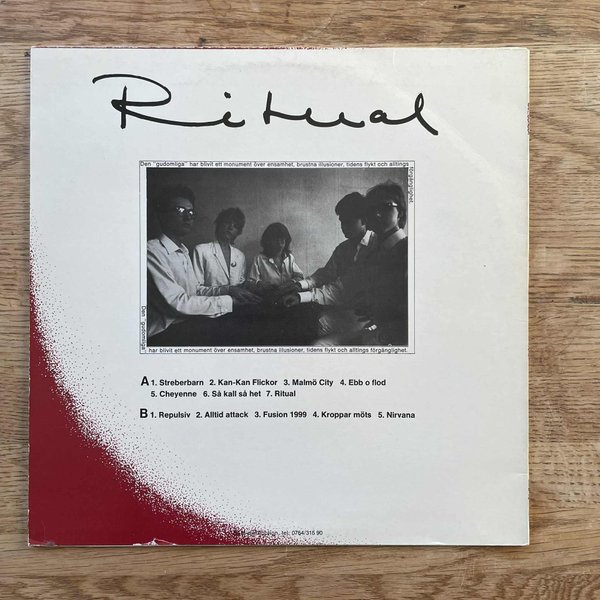 Ritual
Den "gudomliga" har blivit ett monument över ensamhet, brustna illusioner, tidens flykt och alltings
förgänglighet.
Den "gudomliga"
har blivit ett monument över ensamhet, brustna illusioner, tidens flykt och alltings förgänglighet.
A 1. Streberbarn 2. Kan-Kan Flickor 3. Malmö City 4. Ebb o flod
5. Cheyenne 6. Så kall så het 7. Ritual
B 1. Repulsiv 2. Alltid attack 3. Fusion 1999 4. Kroppar möts 5. Nirvana
tel. 0764/315 90